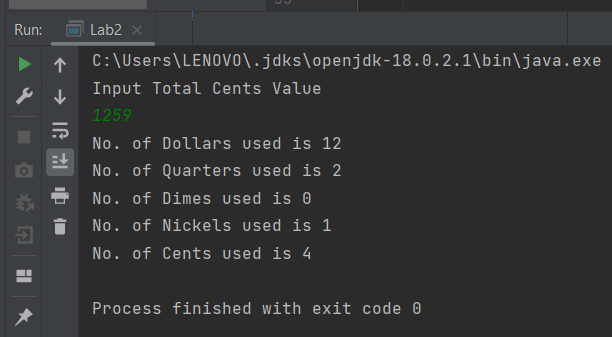 Run: Lab2
C:\Users\LENOVO\.jdks\openjdk-18.0.2.1\bin\java.exe
Input Total Cents Value
1259
No. of Dollars used is 12
No. of Quarters used is 2
No. of Dimes used is 0
No. of Nickels used is 1
No. of Cents used is 4
Process finished with exit code 0